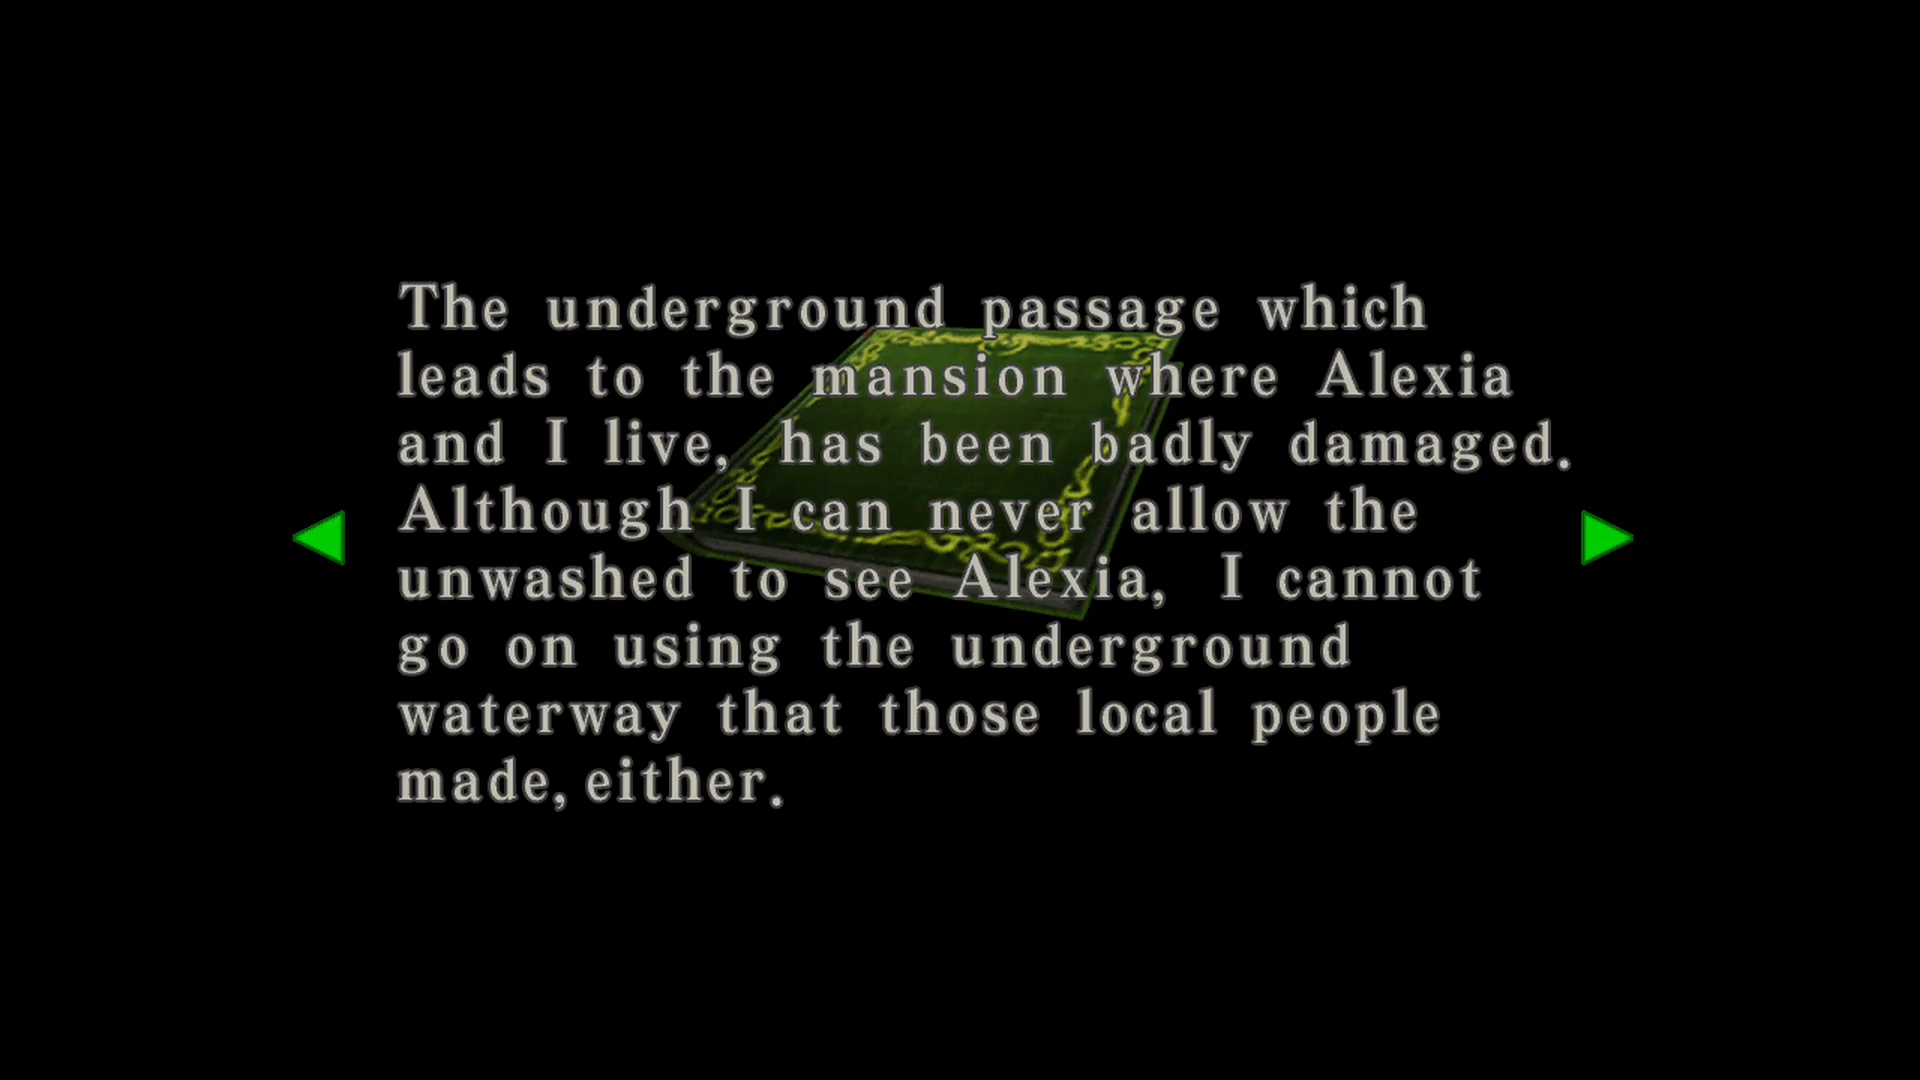 The underground passage which
leads to the mansion where Alexia
and I live, has been badly damaged.
Although I can never allow the
unwashed to see Alexia, I cannot
go on using the underground
waterway that those local people
made, either.